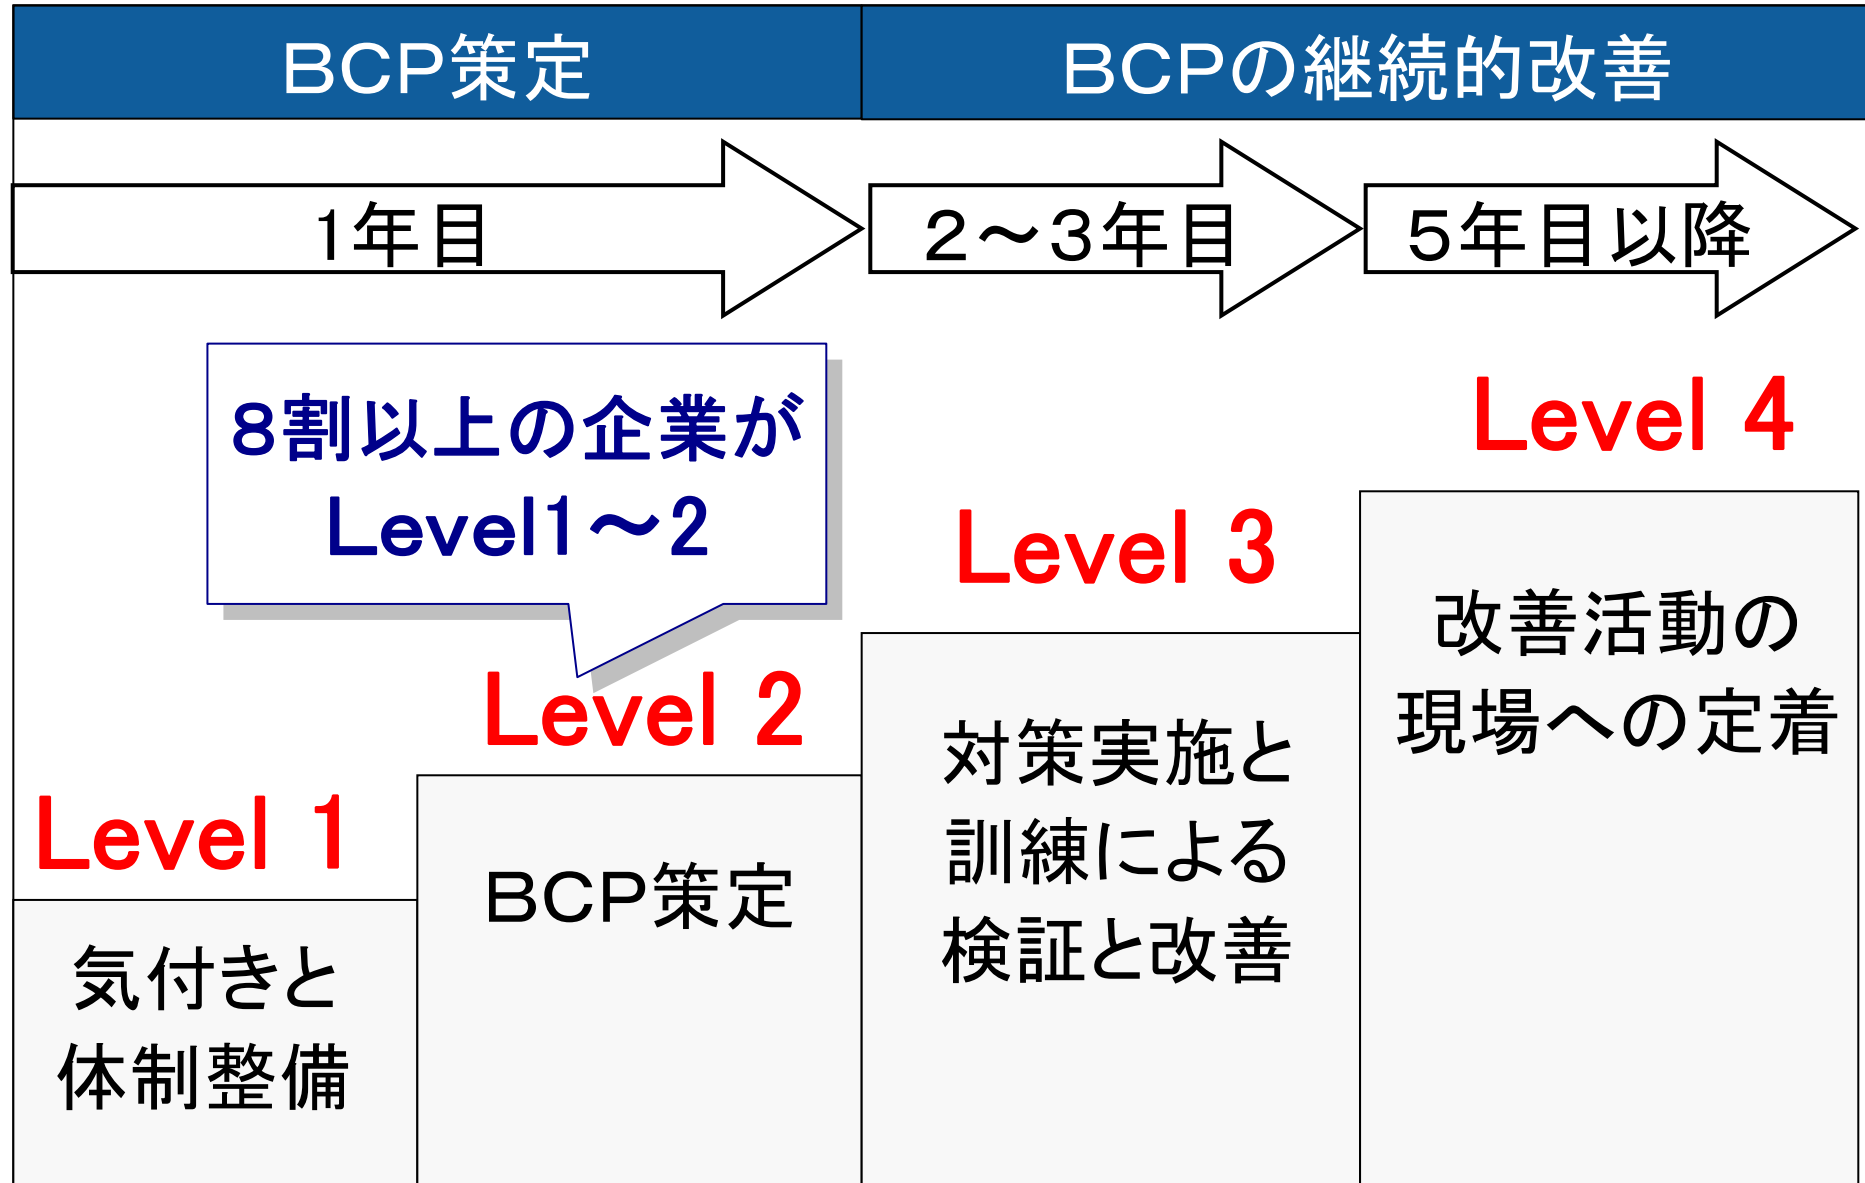 BCP策定
BCPの継続的改善
1年目
2～3年目
5年目以降
8割以上の企業が
Level1～2
Level 1
気付きと
体制整備
Level 2
BCP策定
Level 3
対策実施と
訓練による
検証と改善
Level 4
改善活動の
現場への定着